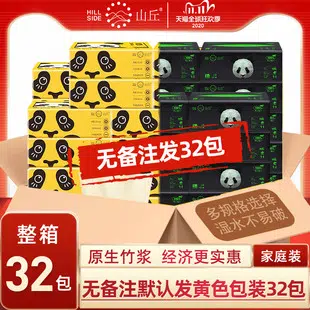 HILL
SIDE
山丘
天猫全球狂欢季
2020
无备注发32包
多规格选择
湿水不易破
整箱
32包
原生竹浆 经济更实惠
家庭装
无备注默认发黄色包装32包